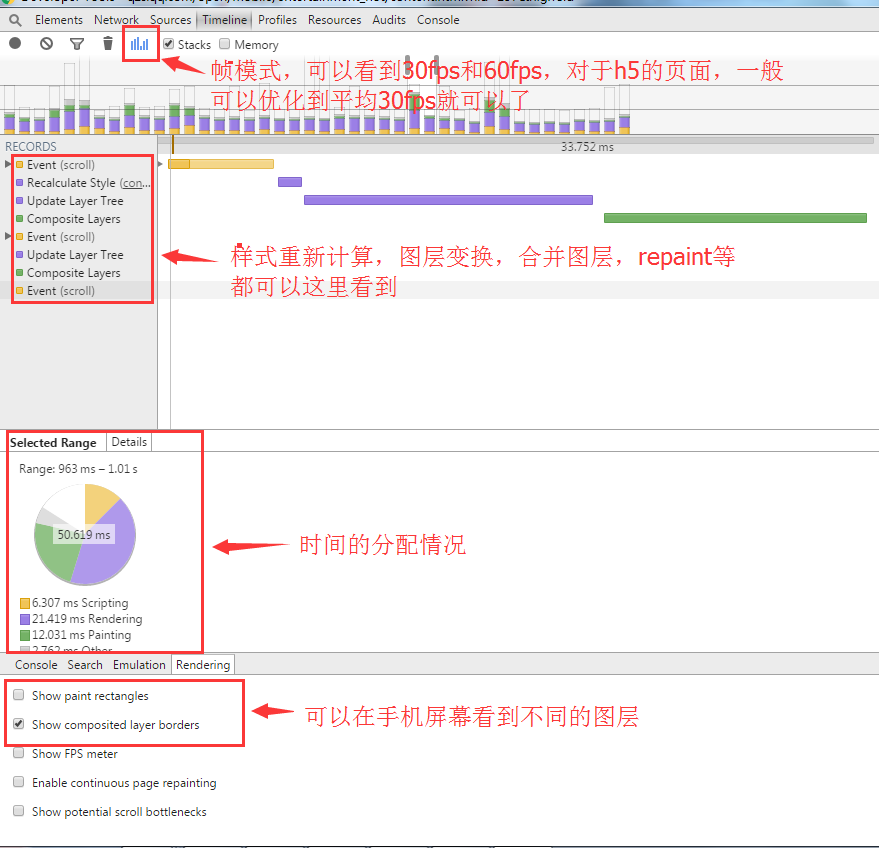 Elements Network Sources Timeline Profiles Resources Audits Console
Stacks Memory
帧模式，可以看到30fps和60fps，对于h5的页面，一般
可以优化到平均30fps就可以了
RECORDS
33.752 ms
Event (scroll)
Recalculate Style (con...
Update Layer Tree
Composite Layers
Event (scroll)
Update Layer Tree
Composite Layers
Event (scroll)
样式重新计算，图层变换，合并图层，repaint等
都可以这里看到
Selected Range Details
Range: 963 ms – 1.01 s
50.619 ms
6.307 ms Scripting
21.419 ms Rendering
12.031 ms Painting
2.762 ms Other
时间的分配情况
Console Search Emulation Rendering
Show paint rectangles
Show composited layer borders
可以在手机屏幕看到不同的图层
Show FPS meter
Enable continuous page repainting
Show potential scroll bottlenecks